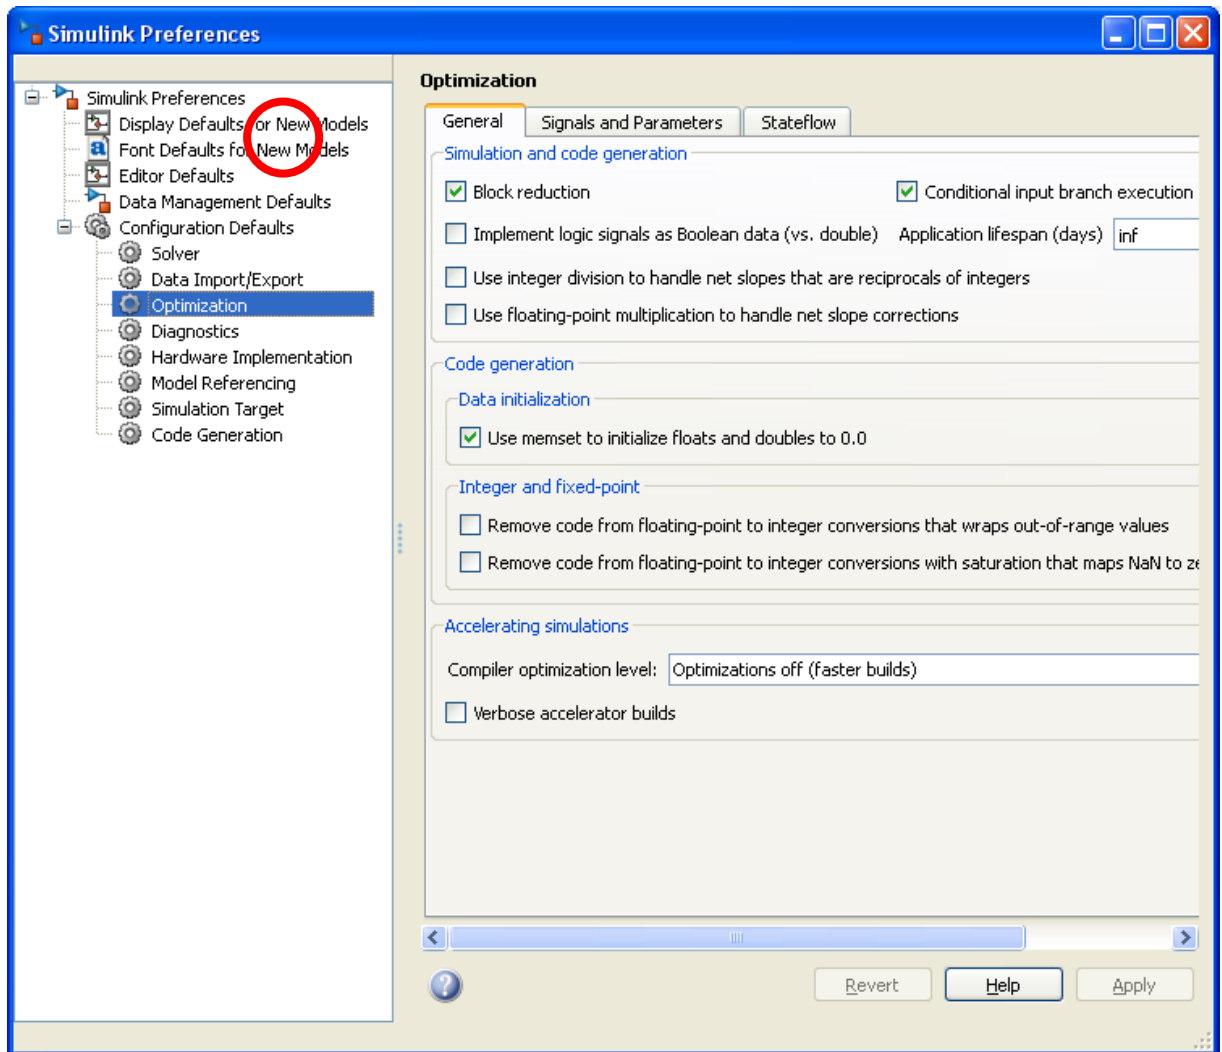 Simulink Preferences
Simulink Preferences
Display Defaults for New Models
Font Defaults for New Models
Editor Defaults
Data Management Defaults
Configuration Defaults
Solver
Data Import/Export
Optimization
Diagnostics
Hardware Implementation
Model Referencing
Simulation Target
Code Generation
Optimization
General Signals and Parameters Stateflow
Simulation and code generation
Block reduction Conditional input branch execution
Implement logic signals as Boolean data (vs. double) Application lifespan (days) inf
Use integer division to handle net slopes that are reciprocals of integers
Use floating-point multiplication to handle net slope corrections
Code generation
Data initialization
Use memset to initialize floats and doubles to 0.0
Integer and fixed-point
Remove code from floating-point to integer conversions that wraps out-of-range values
Remove code from floating-point to integer conversions with saturation that maps NaN to ze
Accelerating simulations
Compiler optimization level: Optimizations off (faster builds)
Verbose accelerator builds
Revert Help Apply